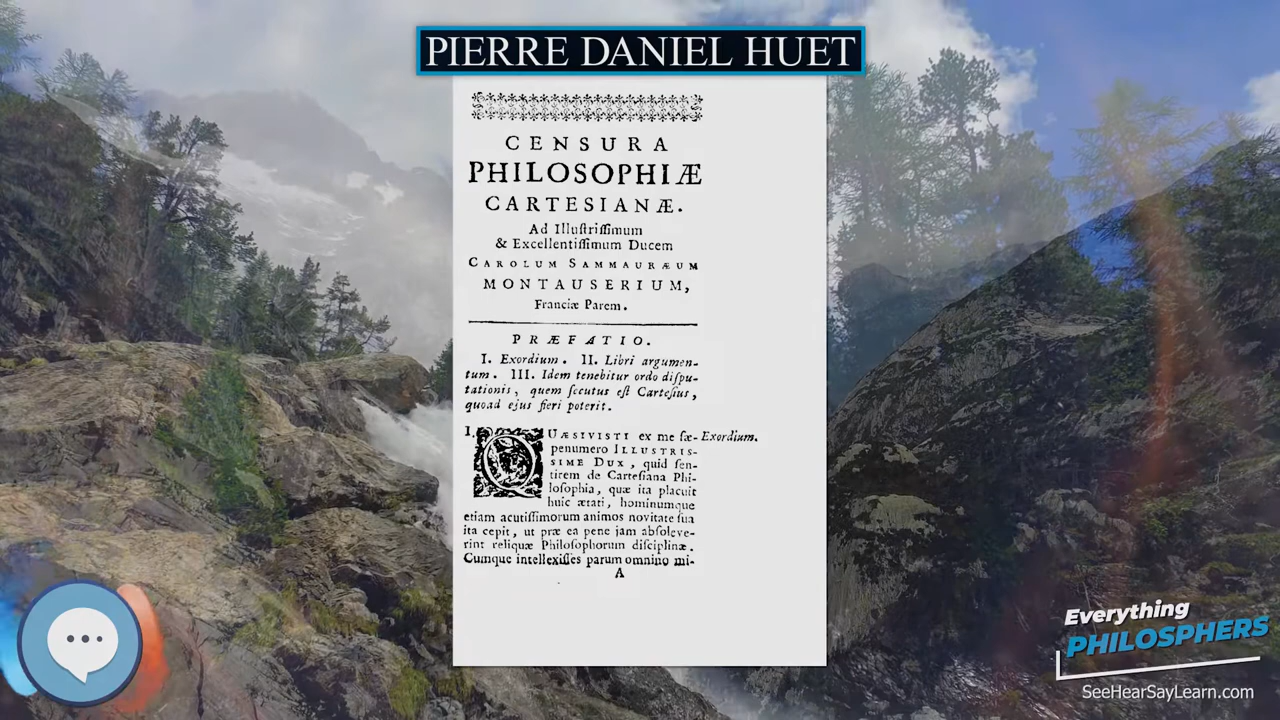 PIERRE DANIEL HUET
CENSURA
PHILOSOPHIÆ
CARTESIANÆ.
Ad Illuſtriſſimum
& Excellentiſſimum Ducem
CAROLUM SAMMAURÆUM
MONTAUSERIUM,
Franciæ Parem.
PRÆFATIO.
I. Exordium. II. Libri argumen-
tum. III. Idem tenebitur ordo diſpu-
tationis, quem ſecutus eſt Carteſius,
quoad ejus fieri poterit.
I. QUÆSIVISTI ex me ſæ- Exordium.
penumero ILLUSTRIS-
SIME DUX, quid ſen-
tirem de Carteſiana Phi-
loſophia, quæ ita placuit
huic ætati, hominumque
etiam acutiſſimorum animos novitate ſua
ita cepit, ut præ ea pene jam abſoleve-
rint reliquæ Philoſophorum diſciplinæ.
Cumque intellexiſſes parum omnino mi-
A
Everything
PHILOSPHERS
SeeHearSayLearn.com